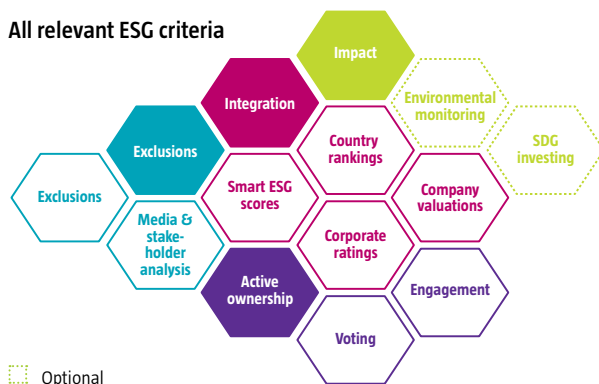 All relevant ESG criteria
Impact
Integration
Environmental
monitoring
Exclusions
Country
rankings
SDG
investing
Exclusions
Smart ESG
scores
Company
valuations
Media &
stake-
holder
analysis
Corporate
ratings
Active
ownership
Engagement
Voting
Optional